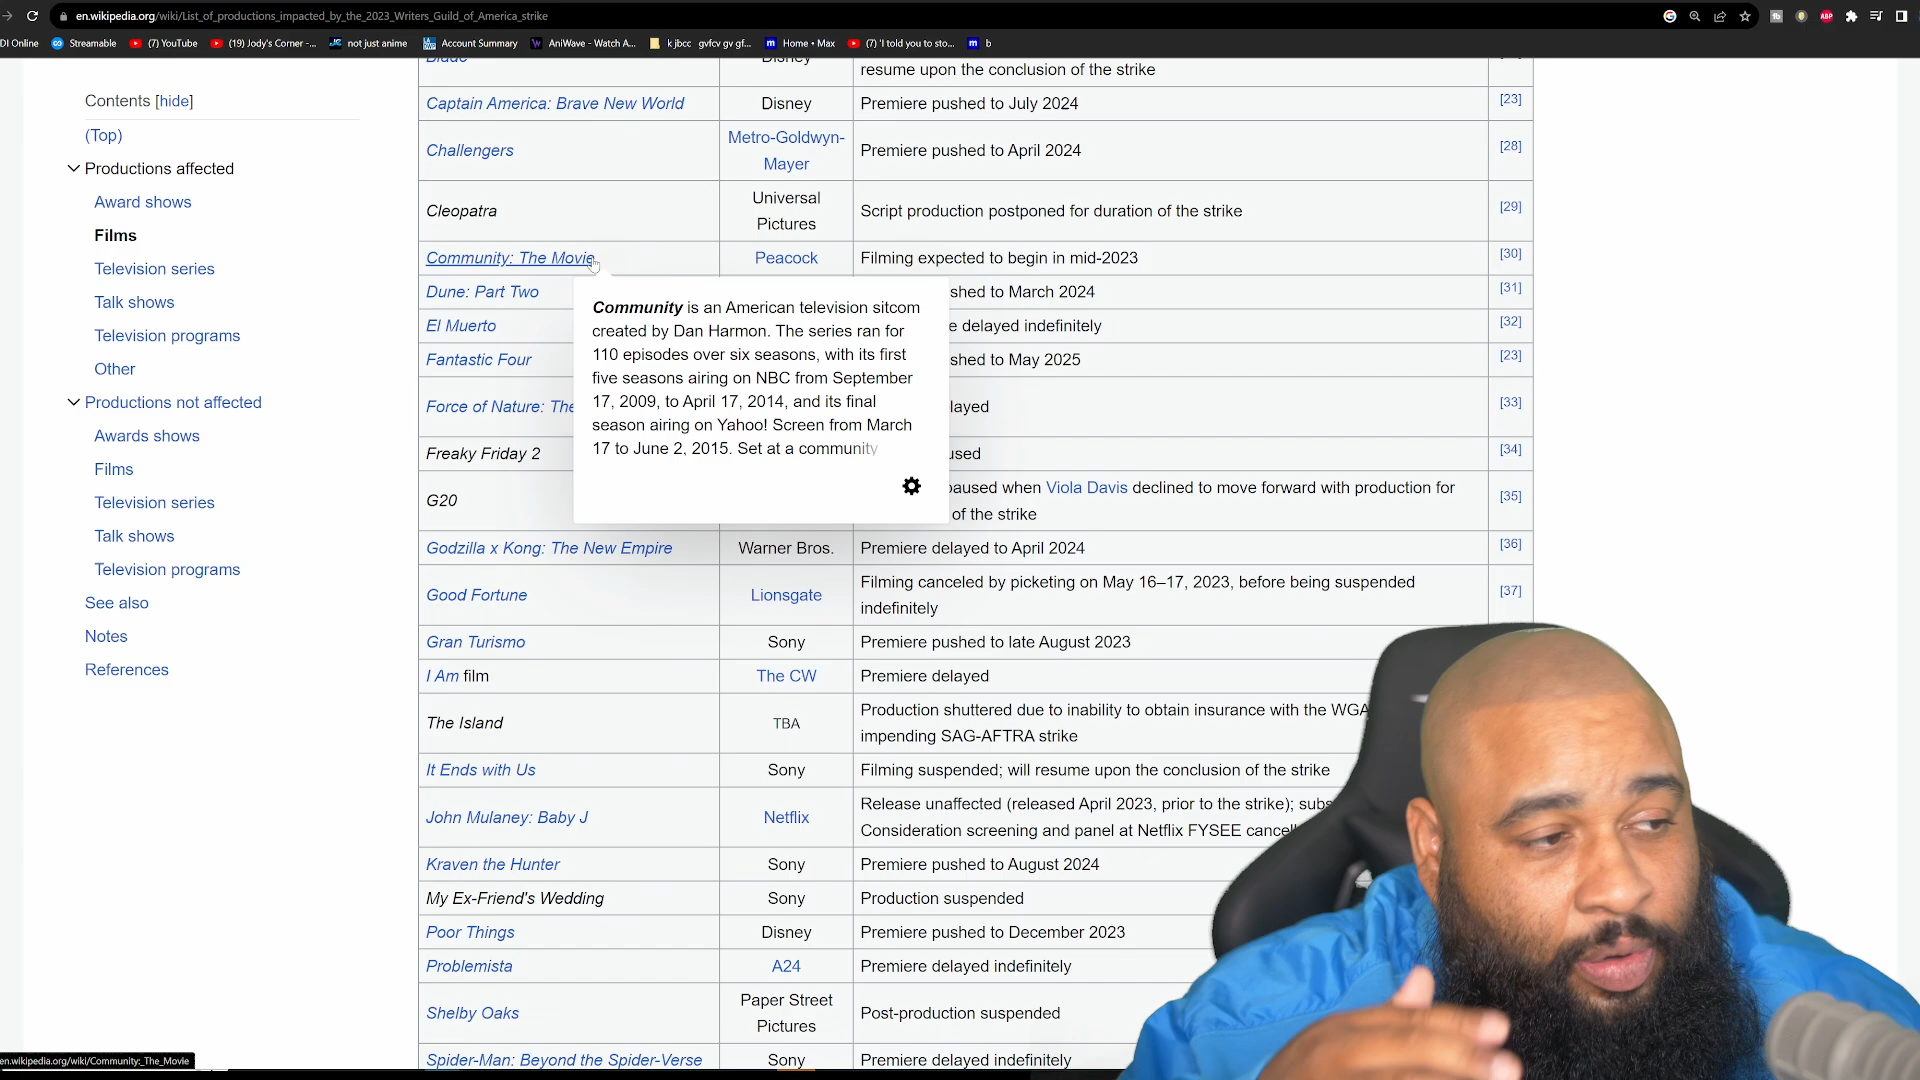 en.wikipedia.org/wiki/List_of_productions_impacted_by_the_2023_Writers_Guild_of_America_strike
DI Online
Streamable
(7) YouTube
(19) Jody's Corner -...
not just anime
Account Summary
AniWave - Watch A...
k jbcc gvfcv gv gf...
Home • Max
(7) 'I told you to sto...
b
Contents [hide]
(Top)
Productions affected
Award shows
Films
Television series
Talk shows
Television programs
Other
Productions not affected
Awards shows
Films
Television series
Talk shows
Television programs
See also
Notes
References
Blade Disney resume upon the conclusion of the strike
Captain America: Brave New World Disney Premiere pushed to July 2024 [23]
Challengers Metro-Goldwyn-
Mayer Premiere pushed to April 2024 [28]
Cleopatra Universal
Pictures Script production postponed for duration of the strike [29]
Community: The Movie Peacock Filming expected to begin in mid-2023 [30]
Dune: Part Two shed to March 2024 [31]
El Muerto e delayed indefinitely [32]
Fantastic Four shed to May 2025 [23]
Force of Nature: The layed [33]
Freaky Friday 2 used [34]
G20 paused when Viola Davis declined to move forward with production for
of the strike [35]
Community is an American television sitcom
created by Dan Harmon. The series ran for
110 episodes over six seasons, with its first
five seasons airing on NBC from September
17, 2009, to April 17, 2014, and its final
season airing on Yahoo! Screen from March
17 to June 2, 2015. Set at a community
Godzilla x Kong: The New Empire Warner Bros. Premiere delayed to April 2024 [36]
Good Fortune Lionsgate Filming canceled by picketing on May 16–17, 2023, before being suspended
indefinitely [37]
Gran Turismo Sony Premiere pushed to late August 2023
I Am film The CW Premiere delayed
The Island TBA Production shuttered due to inability to obtain insurance with the WGA
impending SAG-AFTRA strike
It Ends with Us Sony Filming suspended; will resume upon the conclusion of the strike
John Mulaney: Baby J Netflix Release unaffected (released April 2023, prior to the strike); subs
Consideration screening and panel at Netflix FYSEE cancell
Kraven the Hunter Sony Premiere pushed to August 2024
My Ex-Friend's Wedding Sony Production suspended
Poor Things Disney Premiere pushed to December 2023
Problemista A24 Premiere delayed indefinitely
Shelby Oaks Paper Street
Pictures Post-production suspended
Spider-Man: Beyond the Spider-Verse Sony Premiere delayed indefinitely
en.wikipedia.org/wiki/Community:_The_Movie